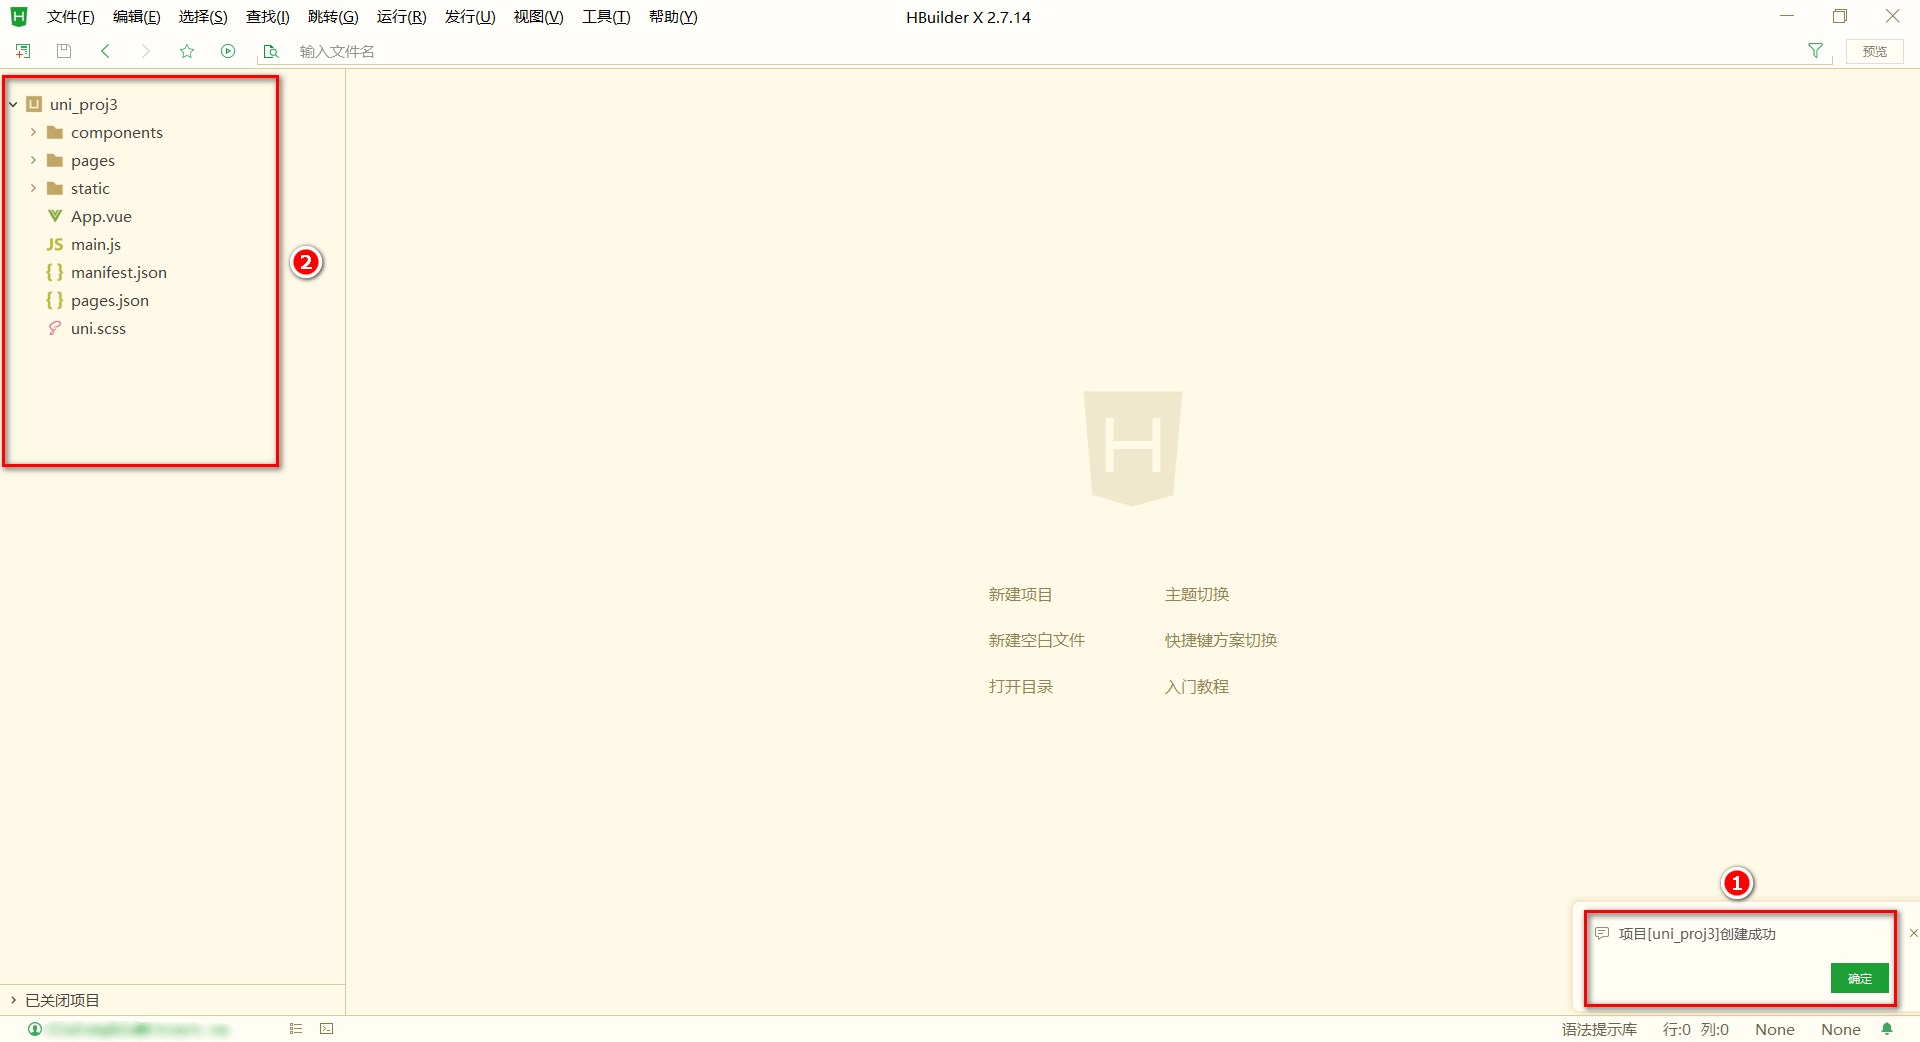 文件(F) 编辑(E) 选择(S) 查找(I) 跳转(G) 运行(R) 发行(U) 视图(V) 工具(T) 帮助(Y) HBuilder X 2.7.14
输入文件名 预览
uni_proj3
components
pages
static
App.vue
JS main.js
{ } manifest.json
{ } pages.json
uni.scss
2
H
新建项目 主题切换
新建空白文件 快捷键方案切换
打开目录 入门教程
1
项目[uni_proj3]创建成功
确定
已关闭项目
语法提示库 行:0 列:0 None None